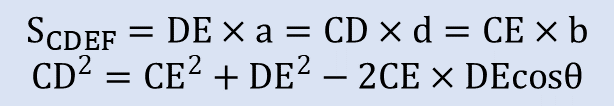 S_CDEF = DE × a = CD × d = CE × b
CD² = CE² + DE² − 2CE × DEcosθ